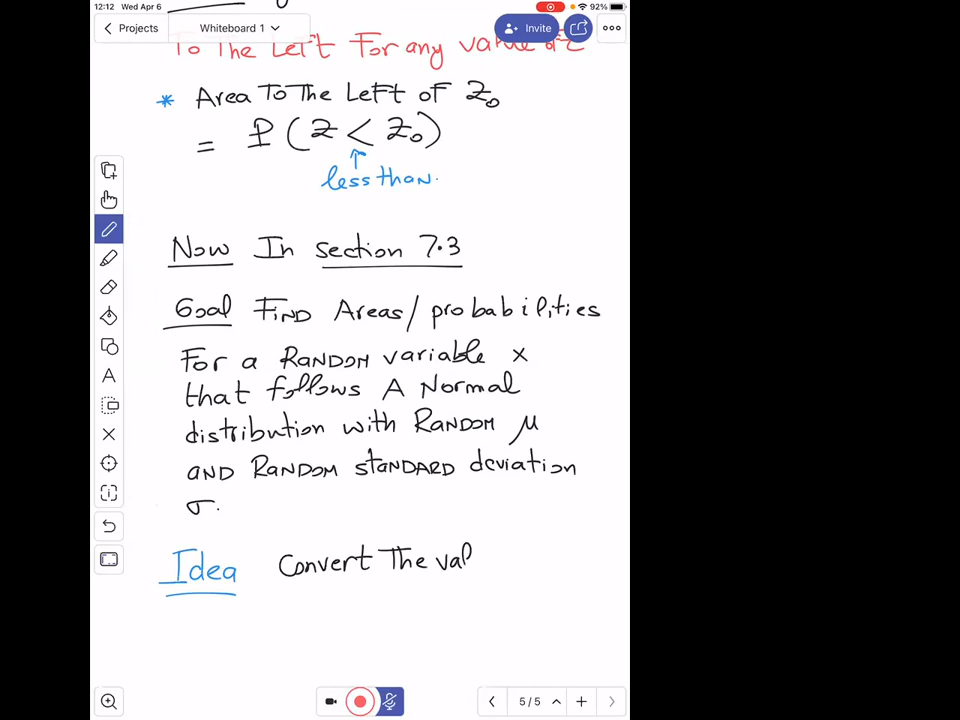 12:12 Wed Apr 6
92%
Projects
Whiteboard 1
Invite
To The Left For any value of z
* Area To The Left of Z₀
= P (Z < Z₀)
↑
less than.
Now In section 7.3
Goal FIND Areas/probabilities
For a RANDOM variable x
that follows A Normal
distribution with RANDOM μ
AND RANDOM STANDARD deviation
σ.
Idea Convert The val
A
5/5